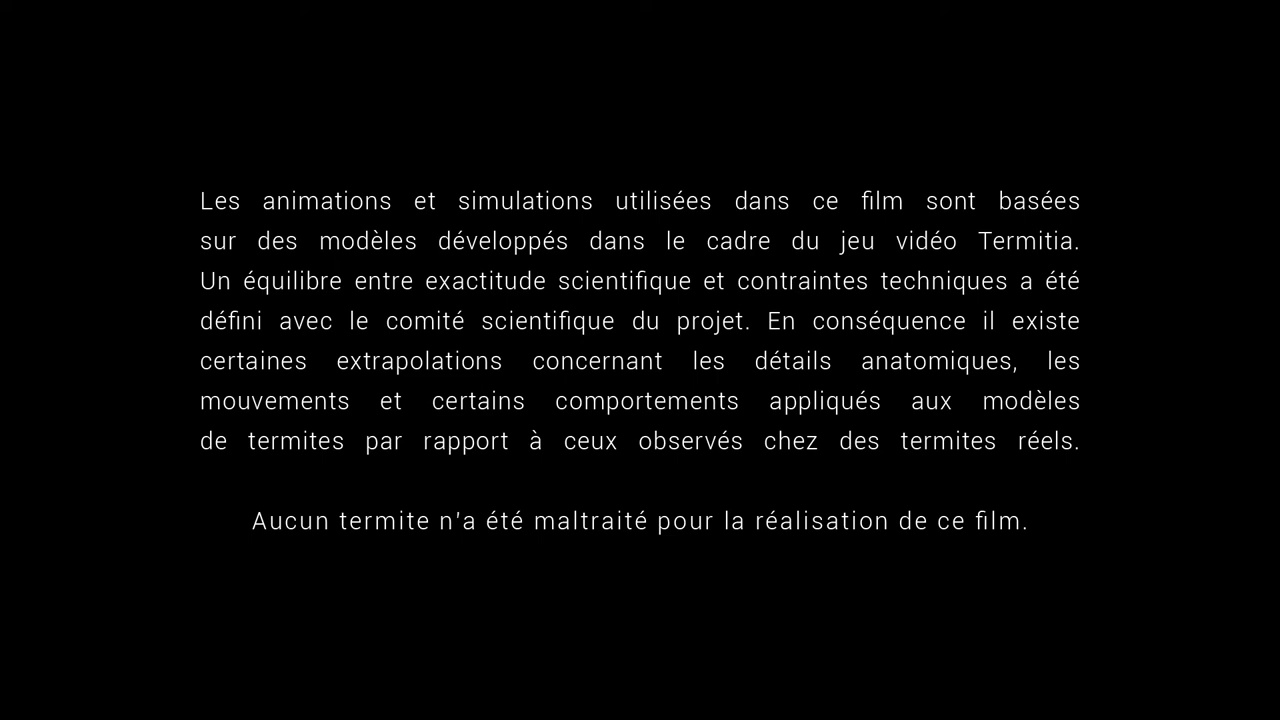 Les animations et simulations utilisées dans ce film sont basées
sur des modèles développés dans le cadre du jeu vidéo Termitia.
Un équilibre entre exactitude scientifique et contraintes techniques a été
défini avec le comité scientifique du projet. En conséquence il existe
certaines extrapolations concernant les détails anatomiques, les
mouvements et certains comportements appliqués aux modèles
de termites par rapport à ceux observés chez des termites réels.
Aucun termite n'a été maltraité pour la réalisation de ce film.